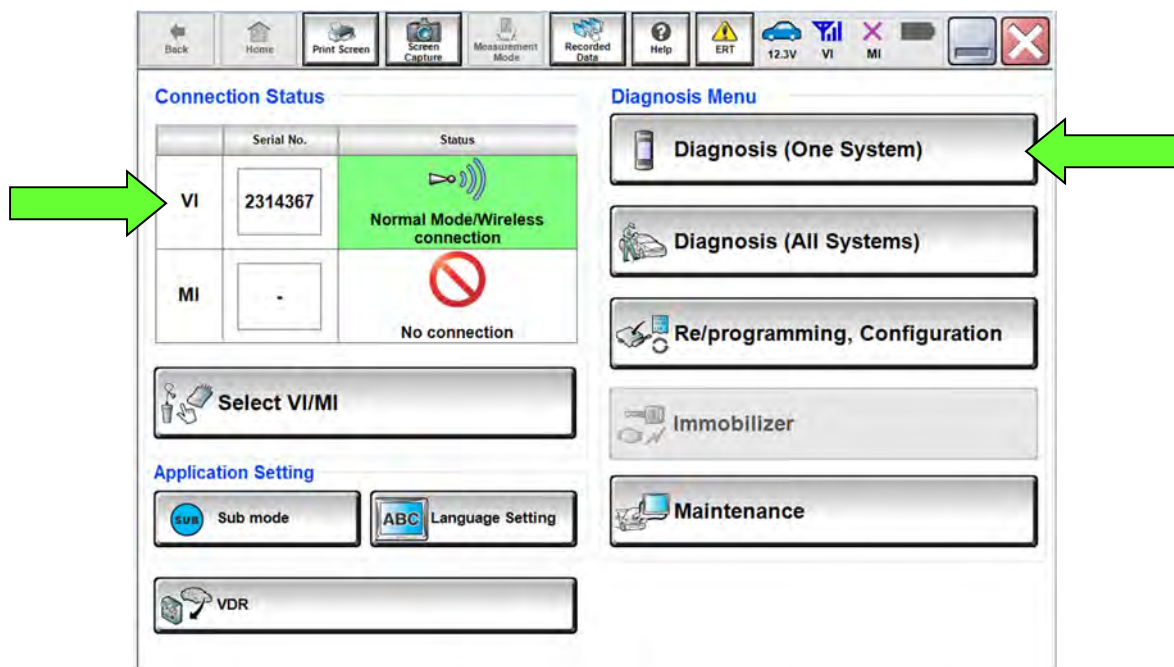 Back
Home
Print Screen
Screen
Capture
Measurement
Mode
Recorded
Data
Help
ERT
12.3V
VI
MI
Connection Status
Serial No.
Status
VI
2314367
Normal Mode/Wireless
connection
MI
-
No connection
Select VI/MI
Application Setting
SUB
Sub mode
ABC
Language Setting
VDR
Diagnosis Menu
Diagnosis (One System)
Diagnosis (All Systems)
Re/programming, Configuration
Immobilizer
Maintenance